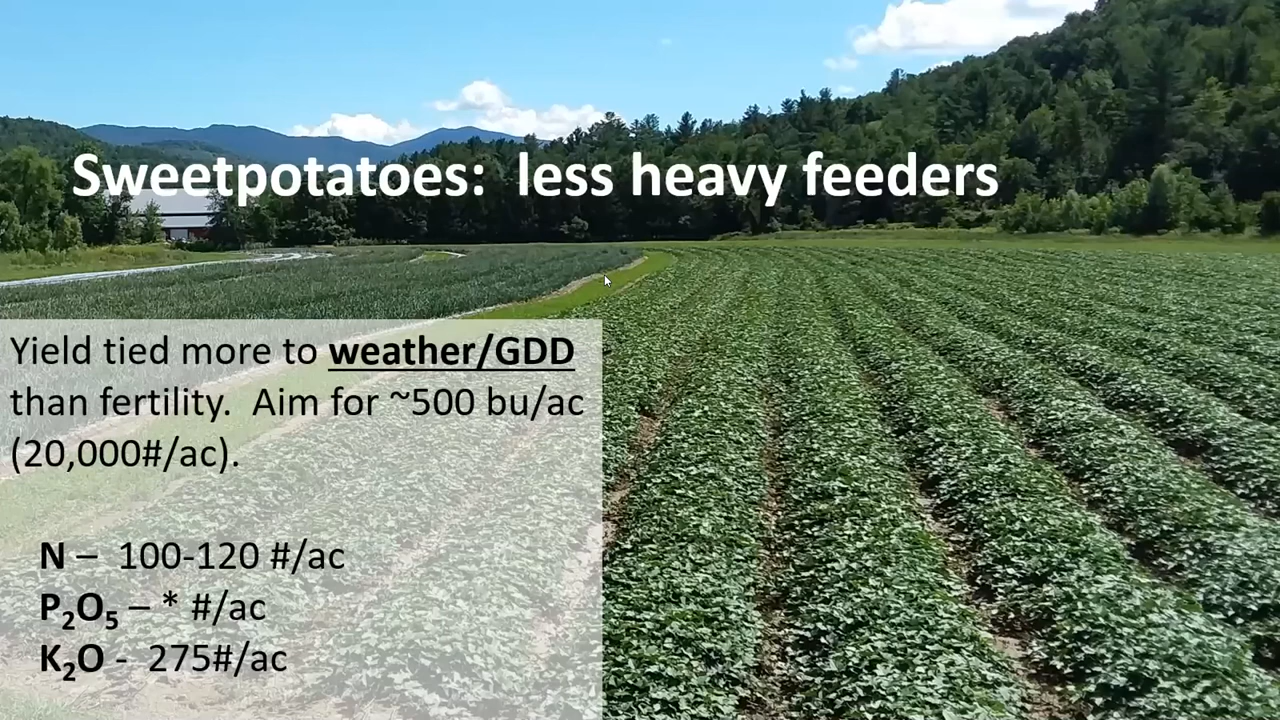 Sweetpotatoes:  less heavy feeders
Yield tied more to weather/GDD
than fertility.  Aim for ~500 bu/ac
(20,000#/ac).
N –  100-120 #/ac
P₂O₅ – * #/ac
K₂O -  275#/ac